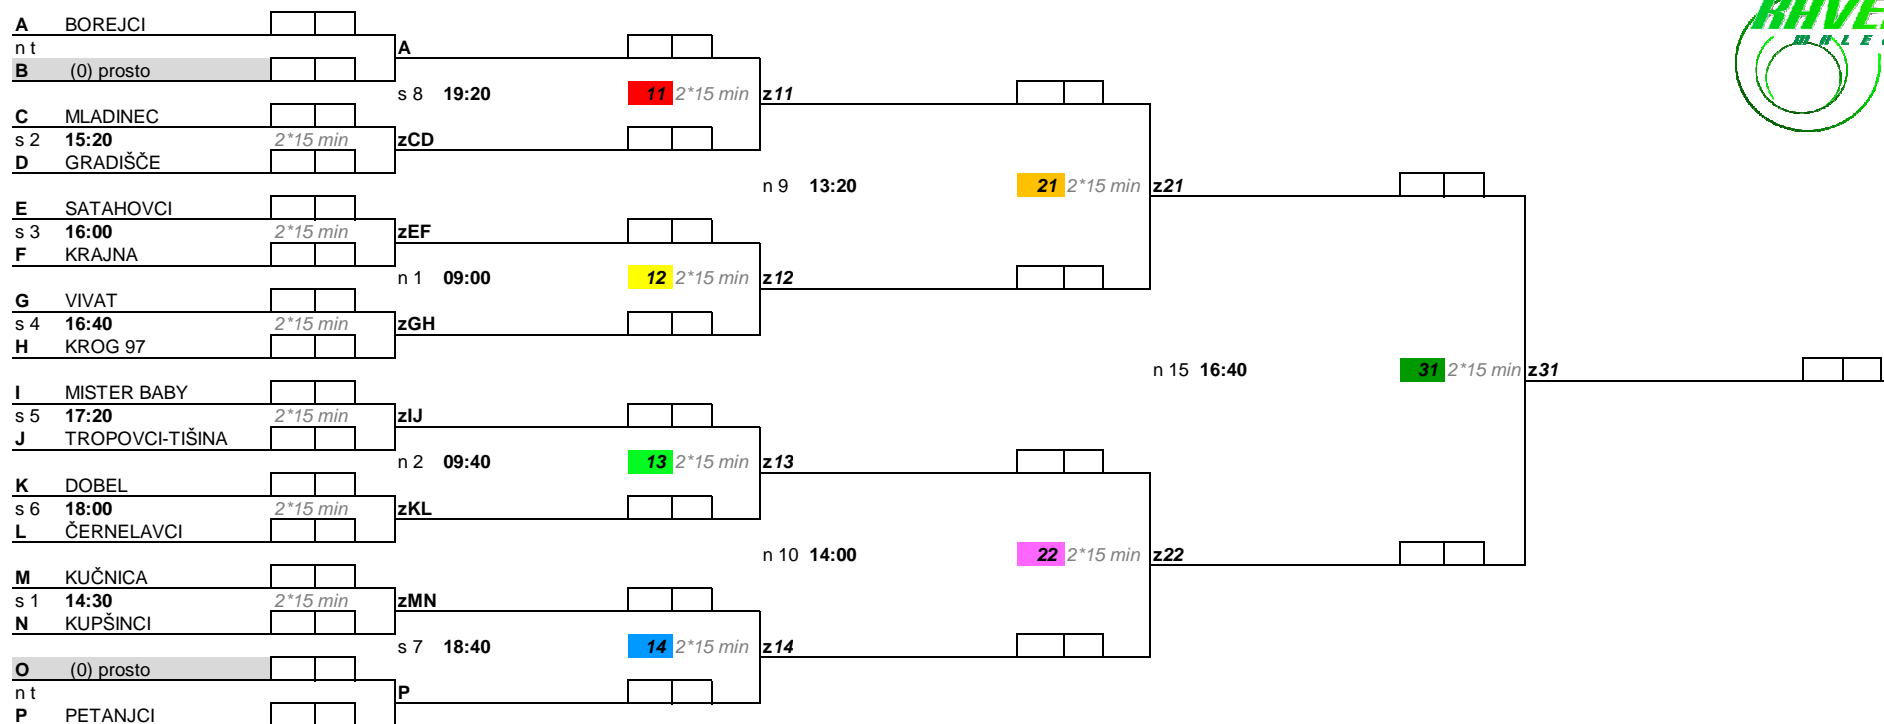 A BOREJCI
n t
A
B (0) prosto
s 8 19:20 11 2*15 min z11
C MLADINEC
s 2 15:20 2*15 min zCD
D GRADIŠČE
n 9 13:20 21 2*15 min z21
E SATAHOVCI
s 3 16:00 2*15 min zEF
F KRAJNA
n 1 09:00 12 2*15 min z12
G VIVAT
s 4 16:40 2*15 min zGH
H KROG 97
n 15 16:40 31 2*15 min z31
I MISTER BABY
s 5 17:20 2*15 min zIJ
J TROPOVCI-TIŠINA
n 2 09:40 13 2*15 min z13
K DOBEL
s 6 18:00 2*15 min zKL
L ČERNELAVCI
n 10 14:00 22 2*15 min z22
M KUČNICA
s 1 14:30 2*15 min zMN
N KUPŠINCI
s 7 18:40 14 2*15 min z14
O (0) prosto
n t P
P PETANJCI